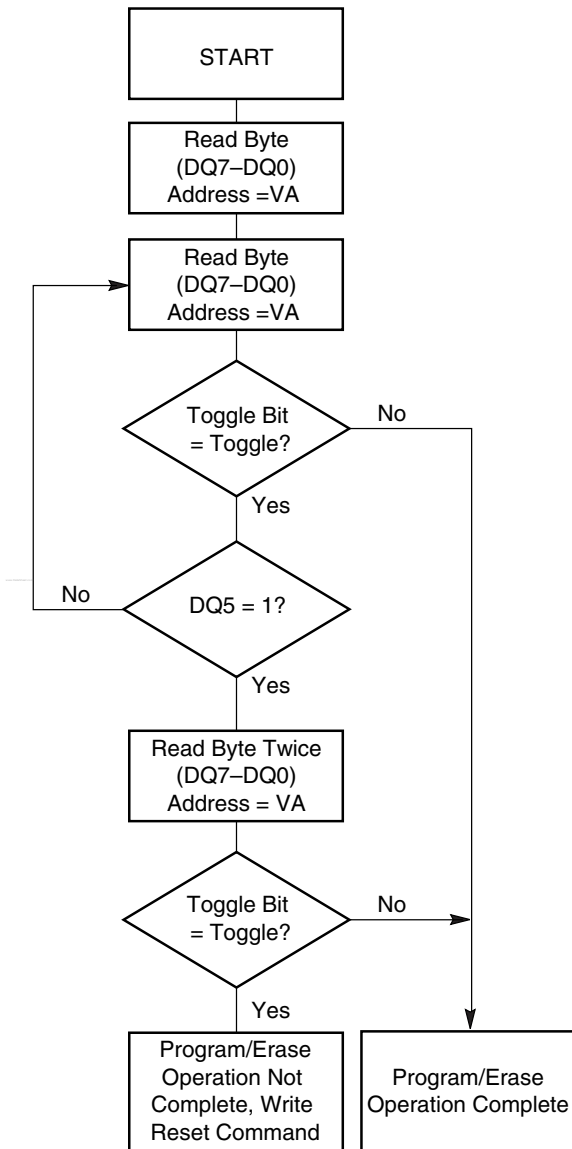 START
Read Byte
(DQ7–DQ0)
Address =VA
Read Byte
(DQ7–DQ0)
Address =VA
Toggle Bit
= Toggle?
No
Yes
No
DQ5 = 1?
Yes
Read Byte Twice
(DQ7–DQ0)
Address = VA
Toggle Bit
= Toggle?
No
Yes
Program/Erase
Operation Not
Complete, Write
Reset Command
Program/Erase
Operation Complete